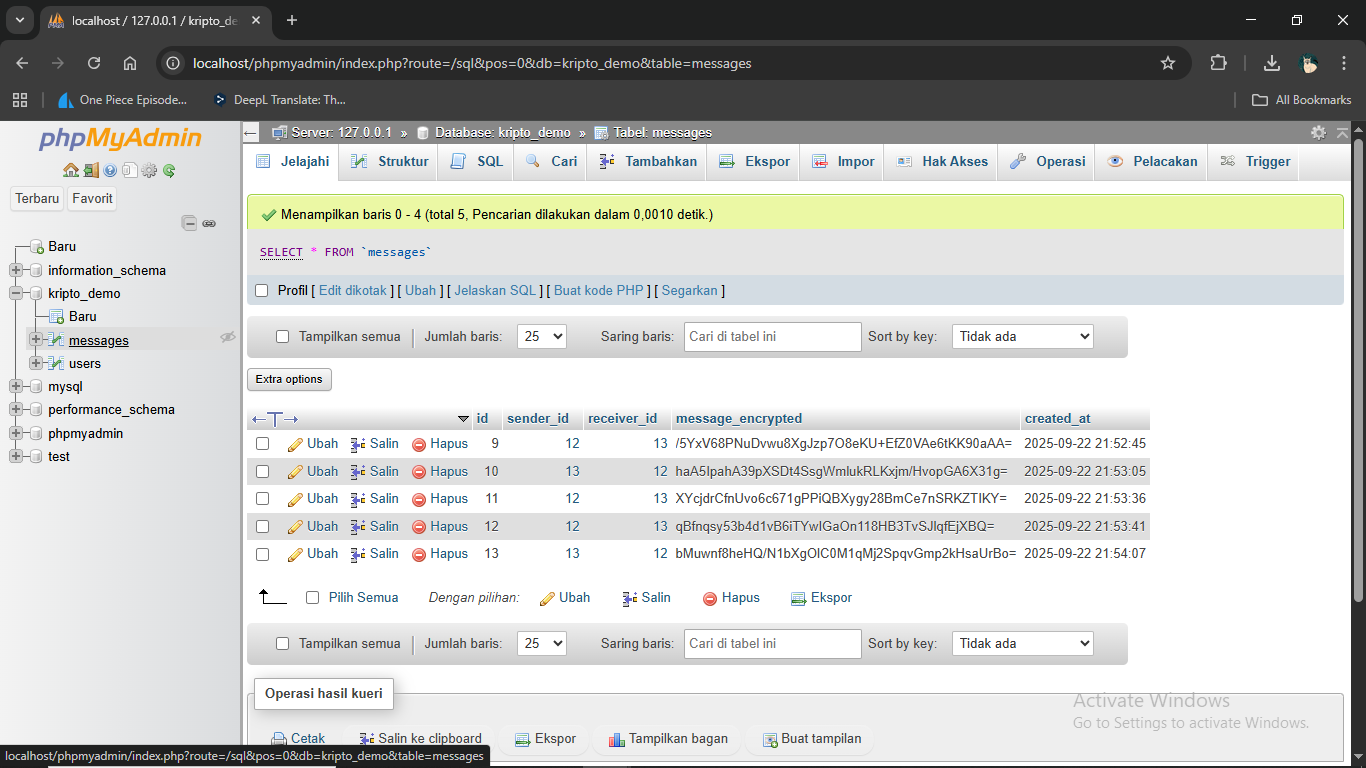 localhost / 127.0.0.1 / kripto_de
localhost/phpmyadmin/index.php?route=/sql&pos=0&db=kripto_demo&table=messages
One Piece Episode... DeepL Translate: Th... All Bookmarks
phpMyAdmin
Terbaru Favorit
Baru
information_schema
kripto_demo
Baru
messages
users
mysql
performance_schema
phpmyadmin
test
Server: 127.0.0.1 » Database: kripto_demo » Tabel: messages
Jelajahi Struktur SQL Cari Tambahkan Ekspor Impor Hak Akses Operasi Pelacakan Trigger
Menampilkan baris 0 - 4 (total 5, Pencarian dilakukan dalam 0,0010 detik.)
SELECT * FROM `messages`
Profil [ Edit dikotak ] [ Ubah ] [ Jelaskan SQL ] [ Buat kode PHP ] [ Segarkan ]
Tampilkan semua Jumlah baris: 25 Saring baris: Cari di tabel ini Sort by key: Tidak ada
Extra options
←T→ id sender_id receiver_id message_encrypted created_at
Ubah Salin Hapus 9 12 13 /5YxV68PNuDvwu8XgJzp7O8eKU+EfZ0VAe6tKK90aAA= 2025-09-22 21:52:45
Ubah Salin Hapus 10 13 12 haA5lpahA39pXSDt4SsgWmlukRLKxjm/HvopGA6X31g= 2025-09-22 21:53:05
Ubah Salin Hapus 11 12 13 XYcjdrCfnUvo6c671gPPiQBXygy28BmCe7nSRKZTIKY= 2025-09-22 21:53:36
Ubah Salin Hapus 12 12 13 qBfnqsy53b4d1vB6iTYwIGaOn118HB3TvSJlqfEjXBQ= 2025-09-22 21:53:41
Ubah Salin Hapus 13 13 12 bMuwnf8heHQ/N1bXgOlC0M1qMj2SpqvGmp2kHsaUrBo= 2025-09-22 21:54:07
Pilih Semua Dengan pilihan: Ubah Salin Hapus Ekspor
Tampilkan semua Jumlah baris: 25 Saring baris: Cari di tabel ini Sort by key: Tidak ada
Operasi hasil kueri
Cetak Salin ke clipboard Ekspor Tampilkan bagan Buat tampilan
Activate Windows
Go to Settings to activate Windows.
localhost/phpmyadmin/index.php?route=/sql&pos=0&db=kripto_demo&table=messages